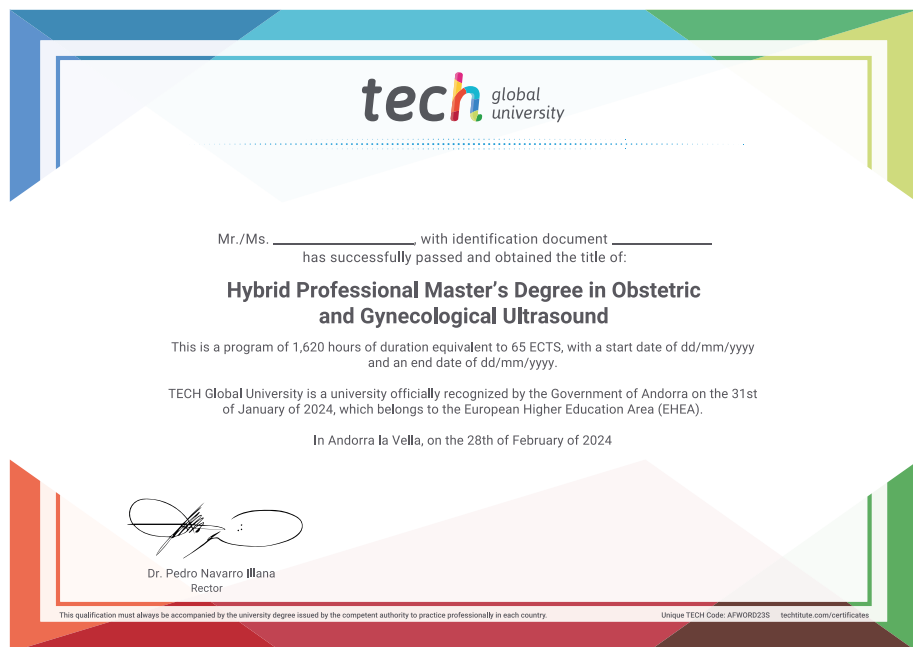 tech global university
Mr./Ms. ________________, with identification document ____________
has successfully passed and obtained the title of:
Hybrid Professional Master’s Degree in Obstetric
and Gynecological Ultrasound
This is a program of 1,620 hours of duration equivalent to 65 ECTS, with a start date of dd/mm/yyyy
and an end date of dd/mm/yyyy.
TECH Global University is a university officially recognized by the Government of Andorra on the 31st
of January of 2024, which belongs to the European Higher Education Area (EHEA).
In Andorra la Vella, on the 28th of February of 2024
Dr. Pedro Navarro Illana
Rector
This qualification must always be accompanied by the university degree issued by the competent authority to practice professionally in each country.
Unique TECH Code: AFWORD23S techtitute.com/certificates